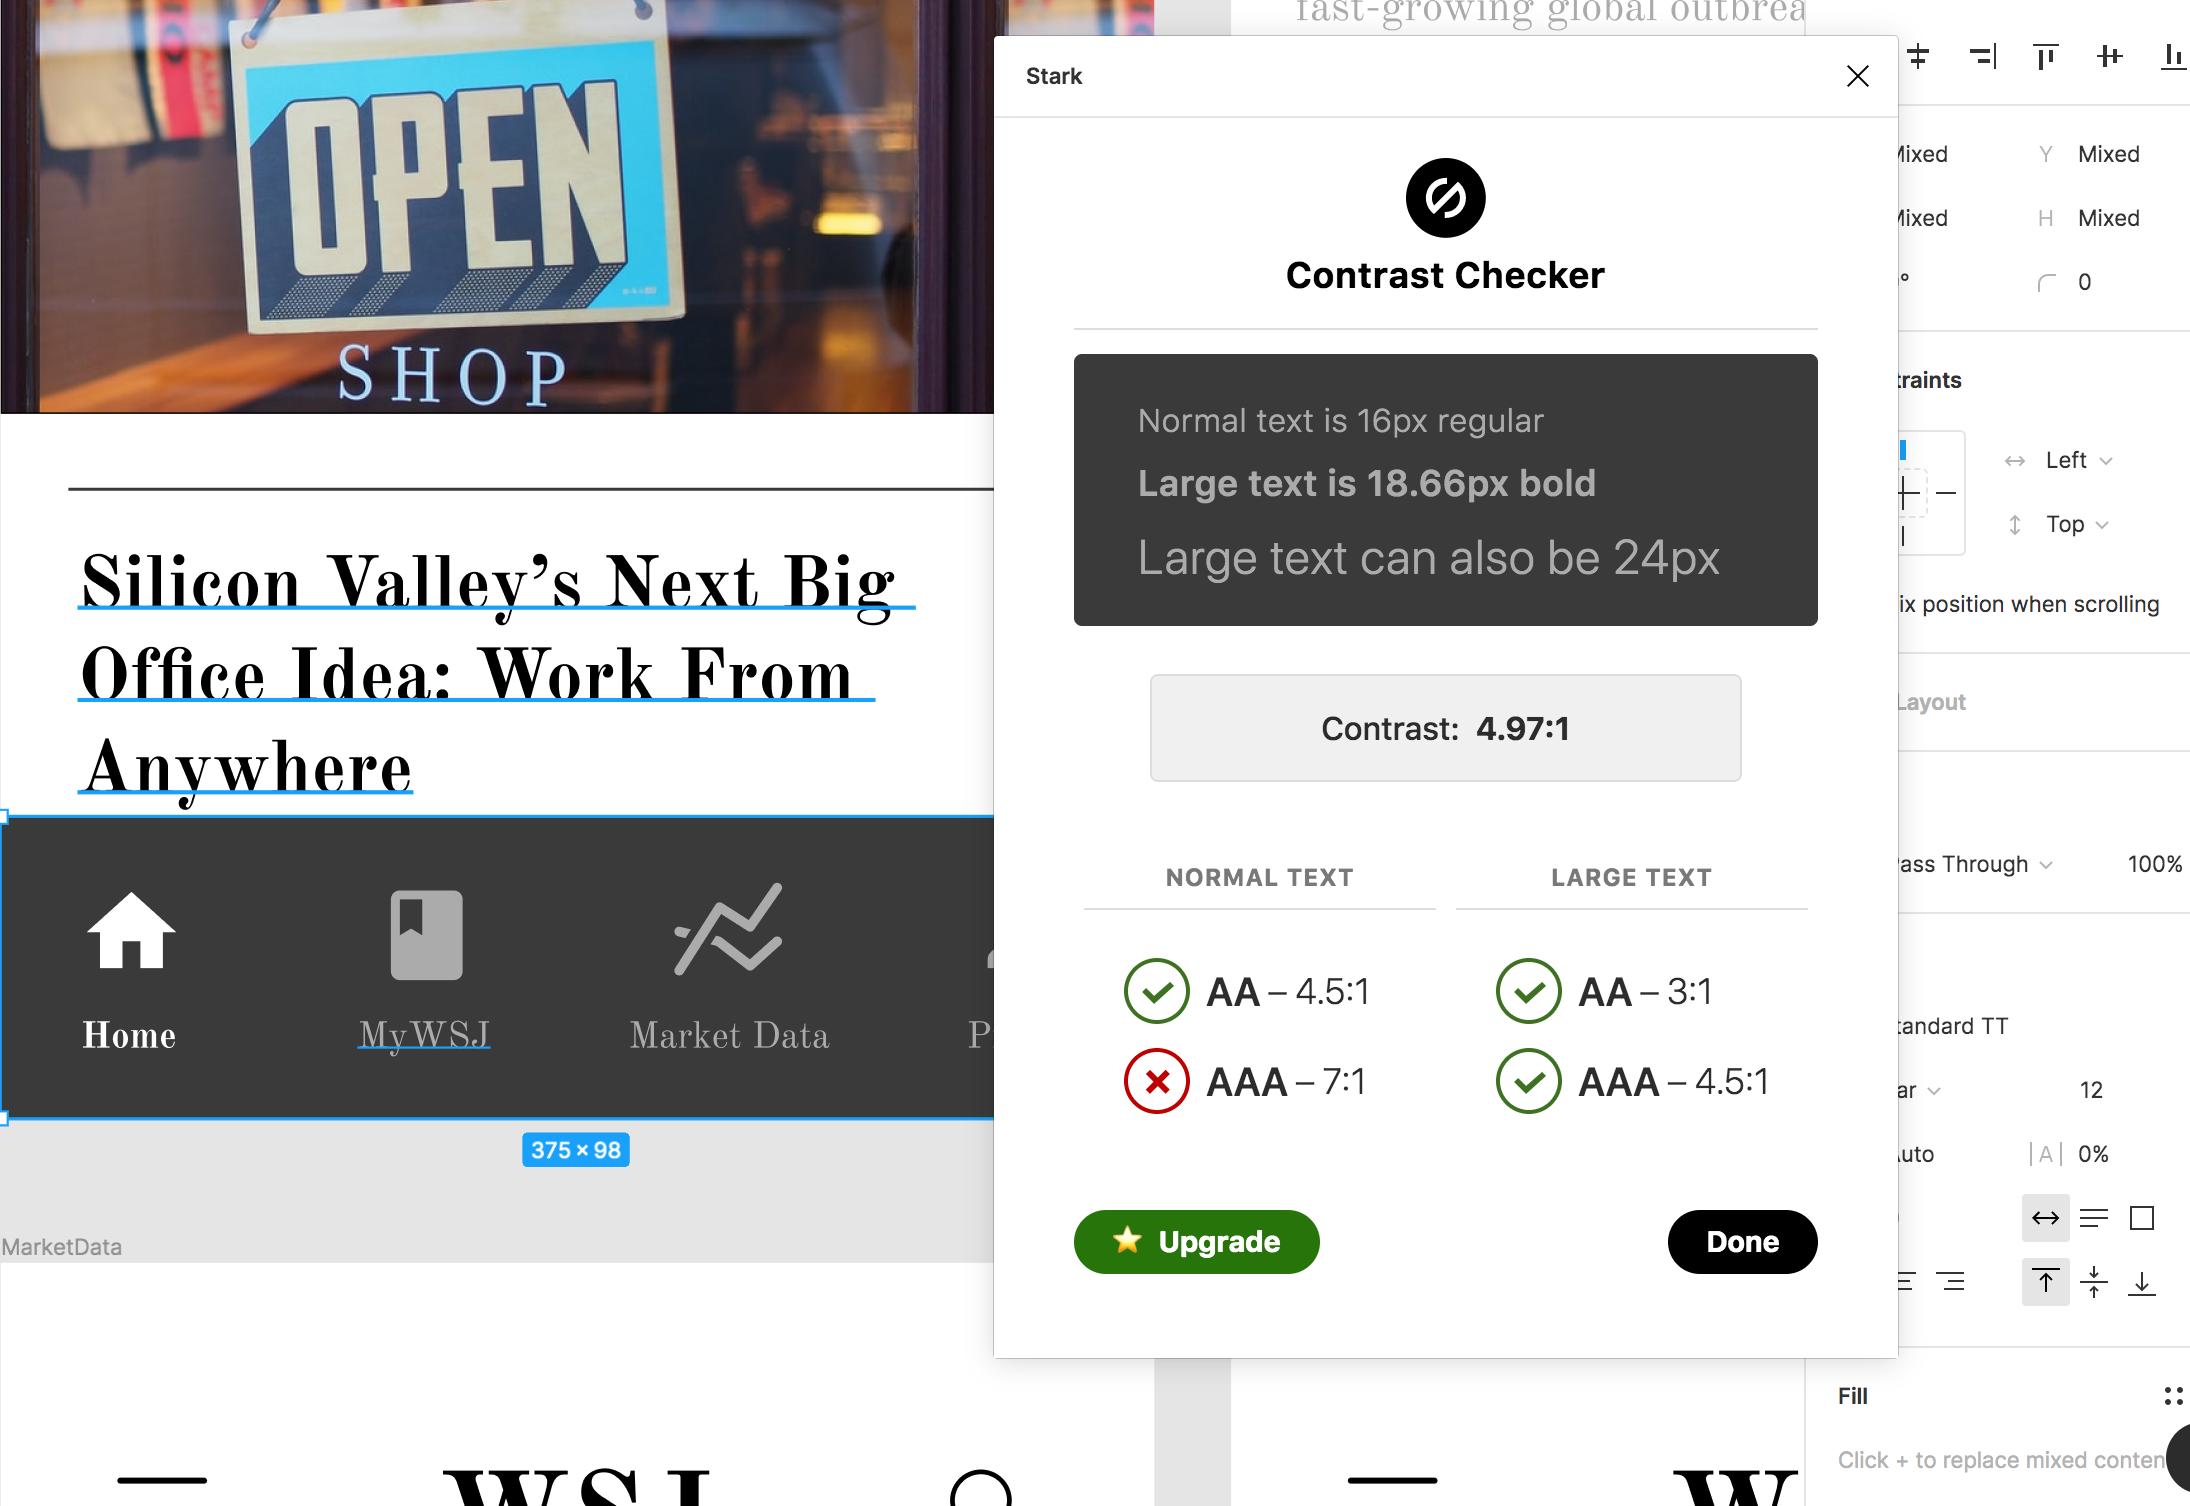 OPEN
SHOP
Silicon Valley’s Next Big
Office Idea: Work From
Anywhere
Home
MyWSJ
Market Data
P
375 × 98
MarketData
WSJ
fast-growing global outbrea
Stark
Contrast Checker
Normal text is 16px regular
Large text is 18.66px bold
Large text can also be 24px
Contrast: 4.97:1
NORMAL TEXT
LARGE TEXT
AA – 4.5:1
AA – 3:1
AAA – 7:1
AAA – 4.5:1
Upgrade
Done
W
Mixed
Y Mixed
Mixed
H Mixed
0
traints
Left
Top
ix position when scrolling
Layout
Pass Through
100%
tandard TT
ar
12
Auto
|A| 0%
Fill
Click + to replace mixed conten